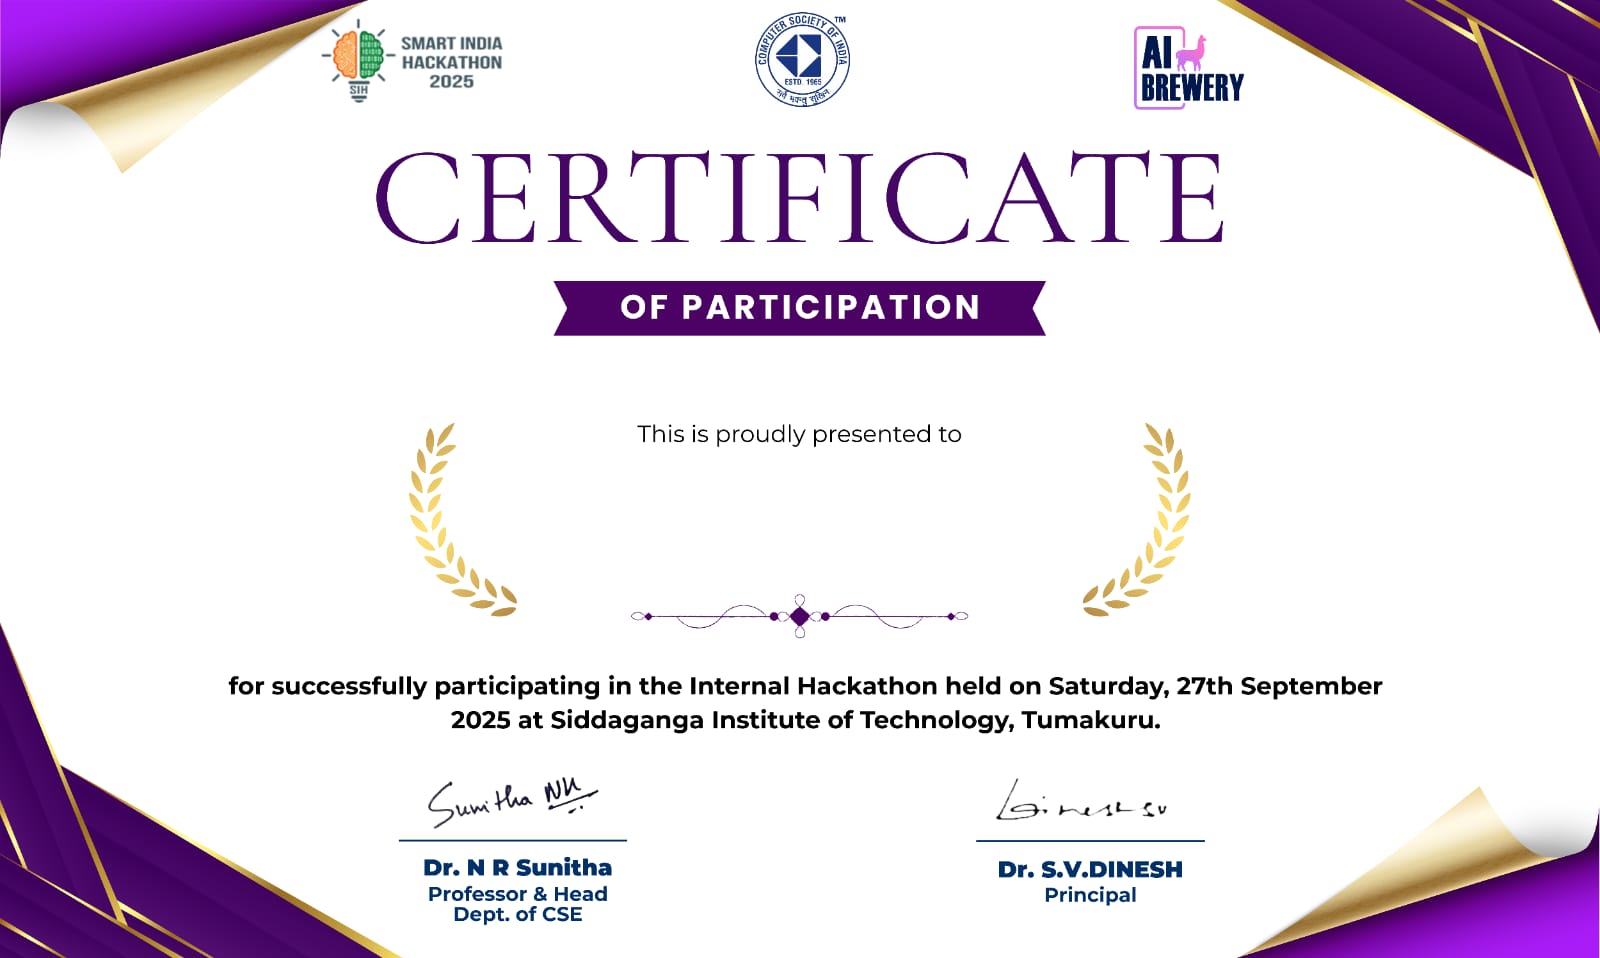 SMART INDIA
HACKATHON
2025
SIH
COMPUTER SOCIETY OF INDIA
TM
ESTD. 1965
सर्वे भवन्तु सुखिनः
AI
BREWERY
CERTIFICATE
OF PARTICIPATION
This is proudly presented to
for successfully participating in the Internal Hackathon held on Saturday, 27th September
2025 at Siddaganga Institute of Technology, Tumakuru.
Sunitha NR
Dinesh SV
Dr. N R Sunitha
Professor & Head
Dept. of CSE
Dr. S.V.DINESH
Principal